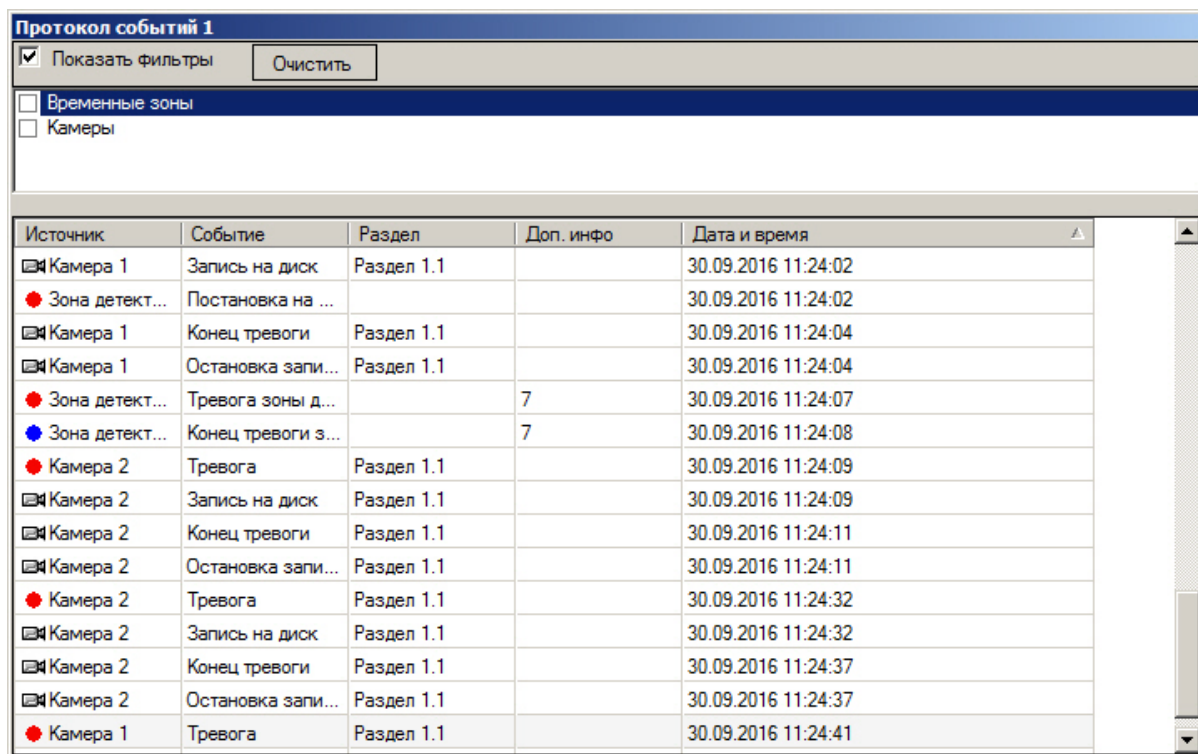 Протокол событий 1
Показать фильтры Очистить
Временные зоны
Камеры
Источник Событие Раздел Доп. инфо Дата и время
Камера 1 Запись на диск Раздел 1.1 30.09.2016 11:24:02
Зона детект... Постановка на ... 30.09.2016 11:24:02
Камера 1 Конец тревоги Раздел 1.1 30.09.2016 11:24:04
Камера 1 Остановка запи... Раздел 1.1 30.09.2016 11:24:04
Зона детект... Тревога зоны д... 7 30.09.2016 11:24:07
Зона детект... Конец тревоги з... 7 30.09.2016 11:24:08
Камера 2 Тревога Раздел 1.1 30.09.2016 11:24:09
Камера 2 Запись на диск Раздел 1.1 30.09.2016 11:24:09
Камера 2 Конец тревоги Раздел 1.1 30.09.2016 11:24:11
Камера 2 Остановка запи... Раздел 1.1 30.09.2016 11:24:11
Камера 2 Тревога Раздел 1.1 30.09.2016 11:24:32
Камера 2 Запись на диск Раздел 1.1 30.09.2016 11:24:32
Камера 2 Конец тревоги Раздел 1.1 30.09.2016 11:24:37
Камера 2 Остановка запи... Раздел 1.1 30.09.2016 11:24:37
Камера 1 Тревога Раздел 1.1 30.09.2016 11:24:41